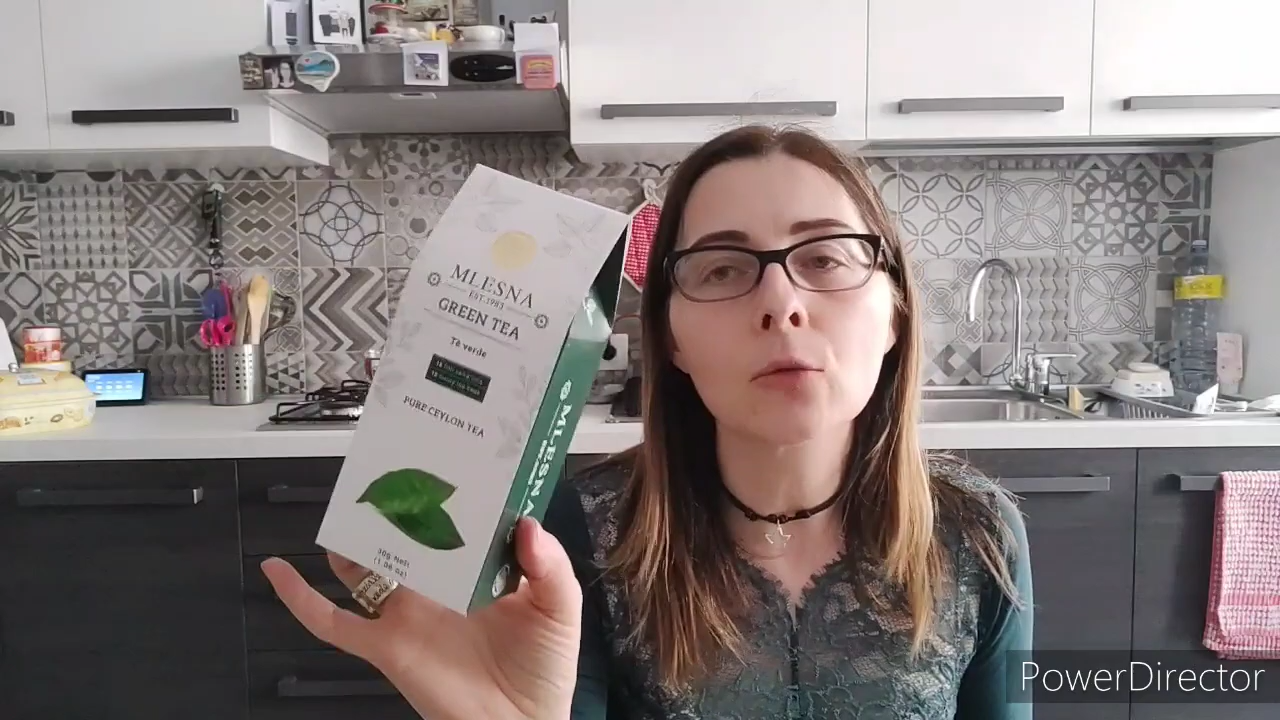 MLESNA
EST.1983
GREEN TEA
Tè verde
PURE CEYLON TEA
30g Nett
(1.06 oz)
MLESNA
PowerDirector